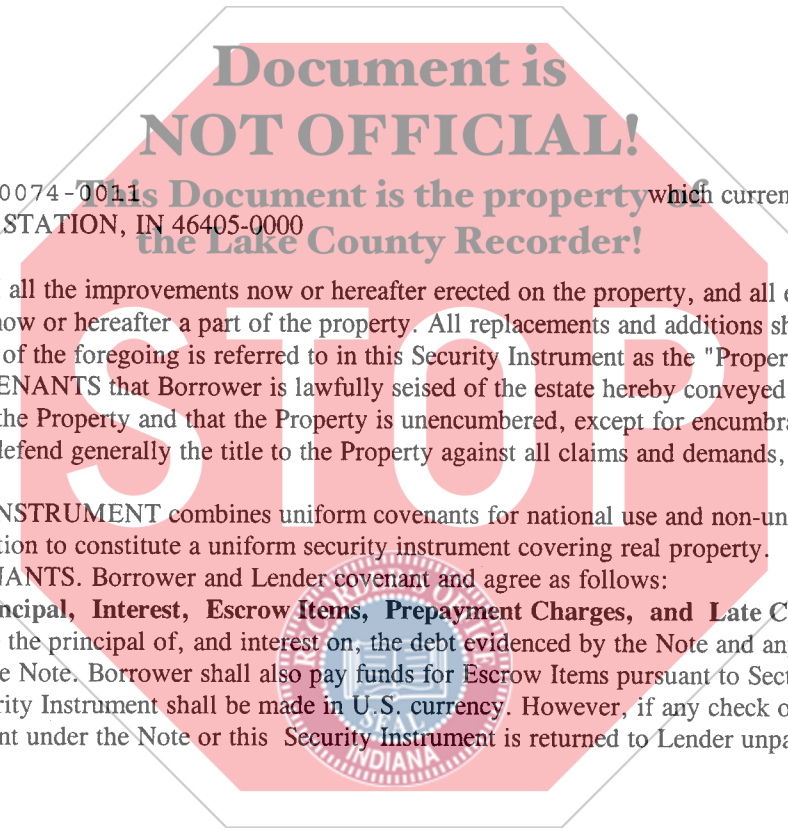 Document is
NOT OFFICIAL!
This Document is the property of
the Lake County Recorder!
0074-0011 which curren
STATION, IN 46405-0000
all the improvements now or hereafter erected on the property, and all e
now or hereafter a part of the property. All replacements and additions sh
of the foregoing is referred to in this Security Instrument as the "Proper
ENANTS that Borrower is lawfully seised of the estate hereby conveyed
the Property and that the Property is unencumbered, except for encumbra
defend generally the title to the Property against all claims and demands,
STOP
NSTRUMENT combines uniform covenants for national use and non-un
tion to constitute a uniform security instrument covering real property.
NANTS. Borrower and Lender covenant and agree as follows:
ncipal, Interest, Escrow Items, Prepayment Charges, and Late C
the principal of, and interest on, the debt evidenced by the Note and any
e Note. Borrower shall also pay funds for Escrow Items pursuant to Sect
rity Instrument shall be made in U.S. currency. However, if any check o
nt under the Note or this Security Instrument is returned to Lender unpa
RECORDER'S OFFICE
SEAL
INDIANA